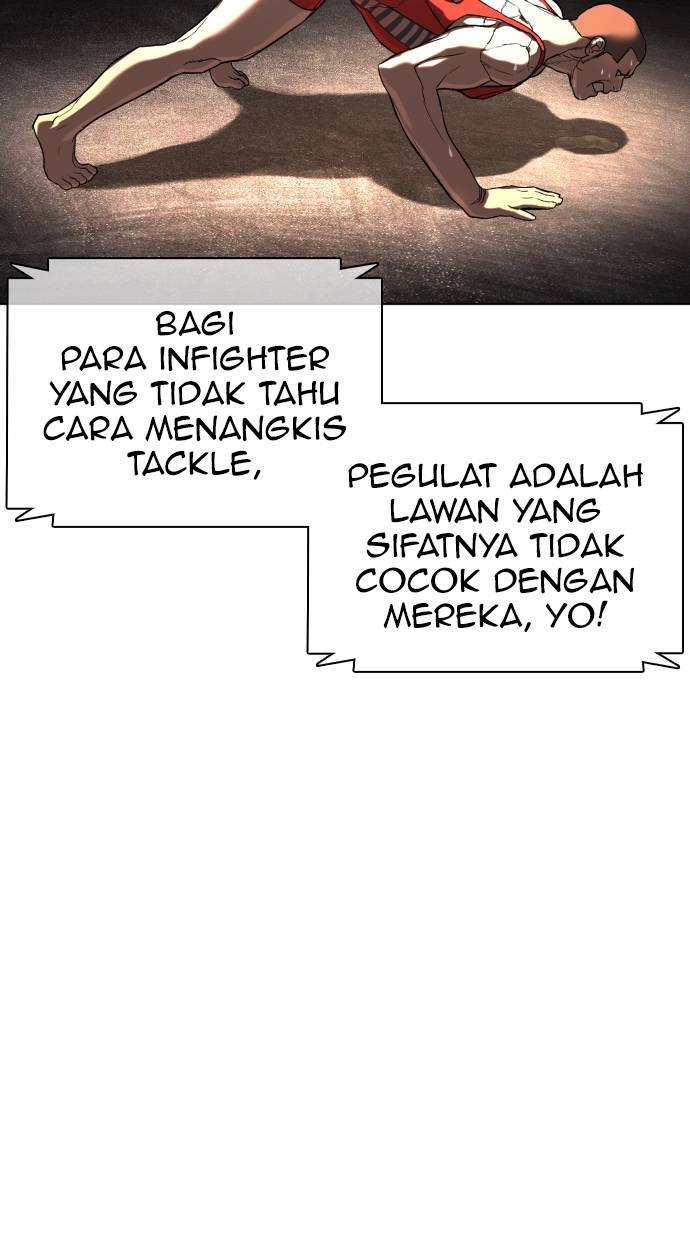 BAGI
PARA INFIGHTER
YANG TIDAK TAHU
CARA MENANGKIS
TACKLE,
PEGULAT ADALAH
LAWAN YANG
SIFATNYA TIDAK
COCOK DENGAN
MEREKA, YO!